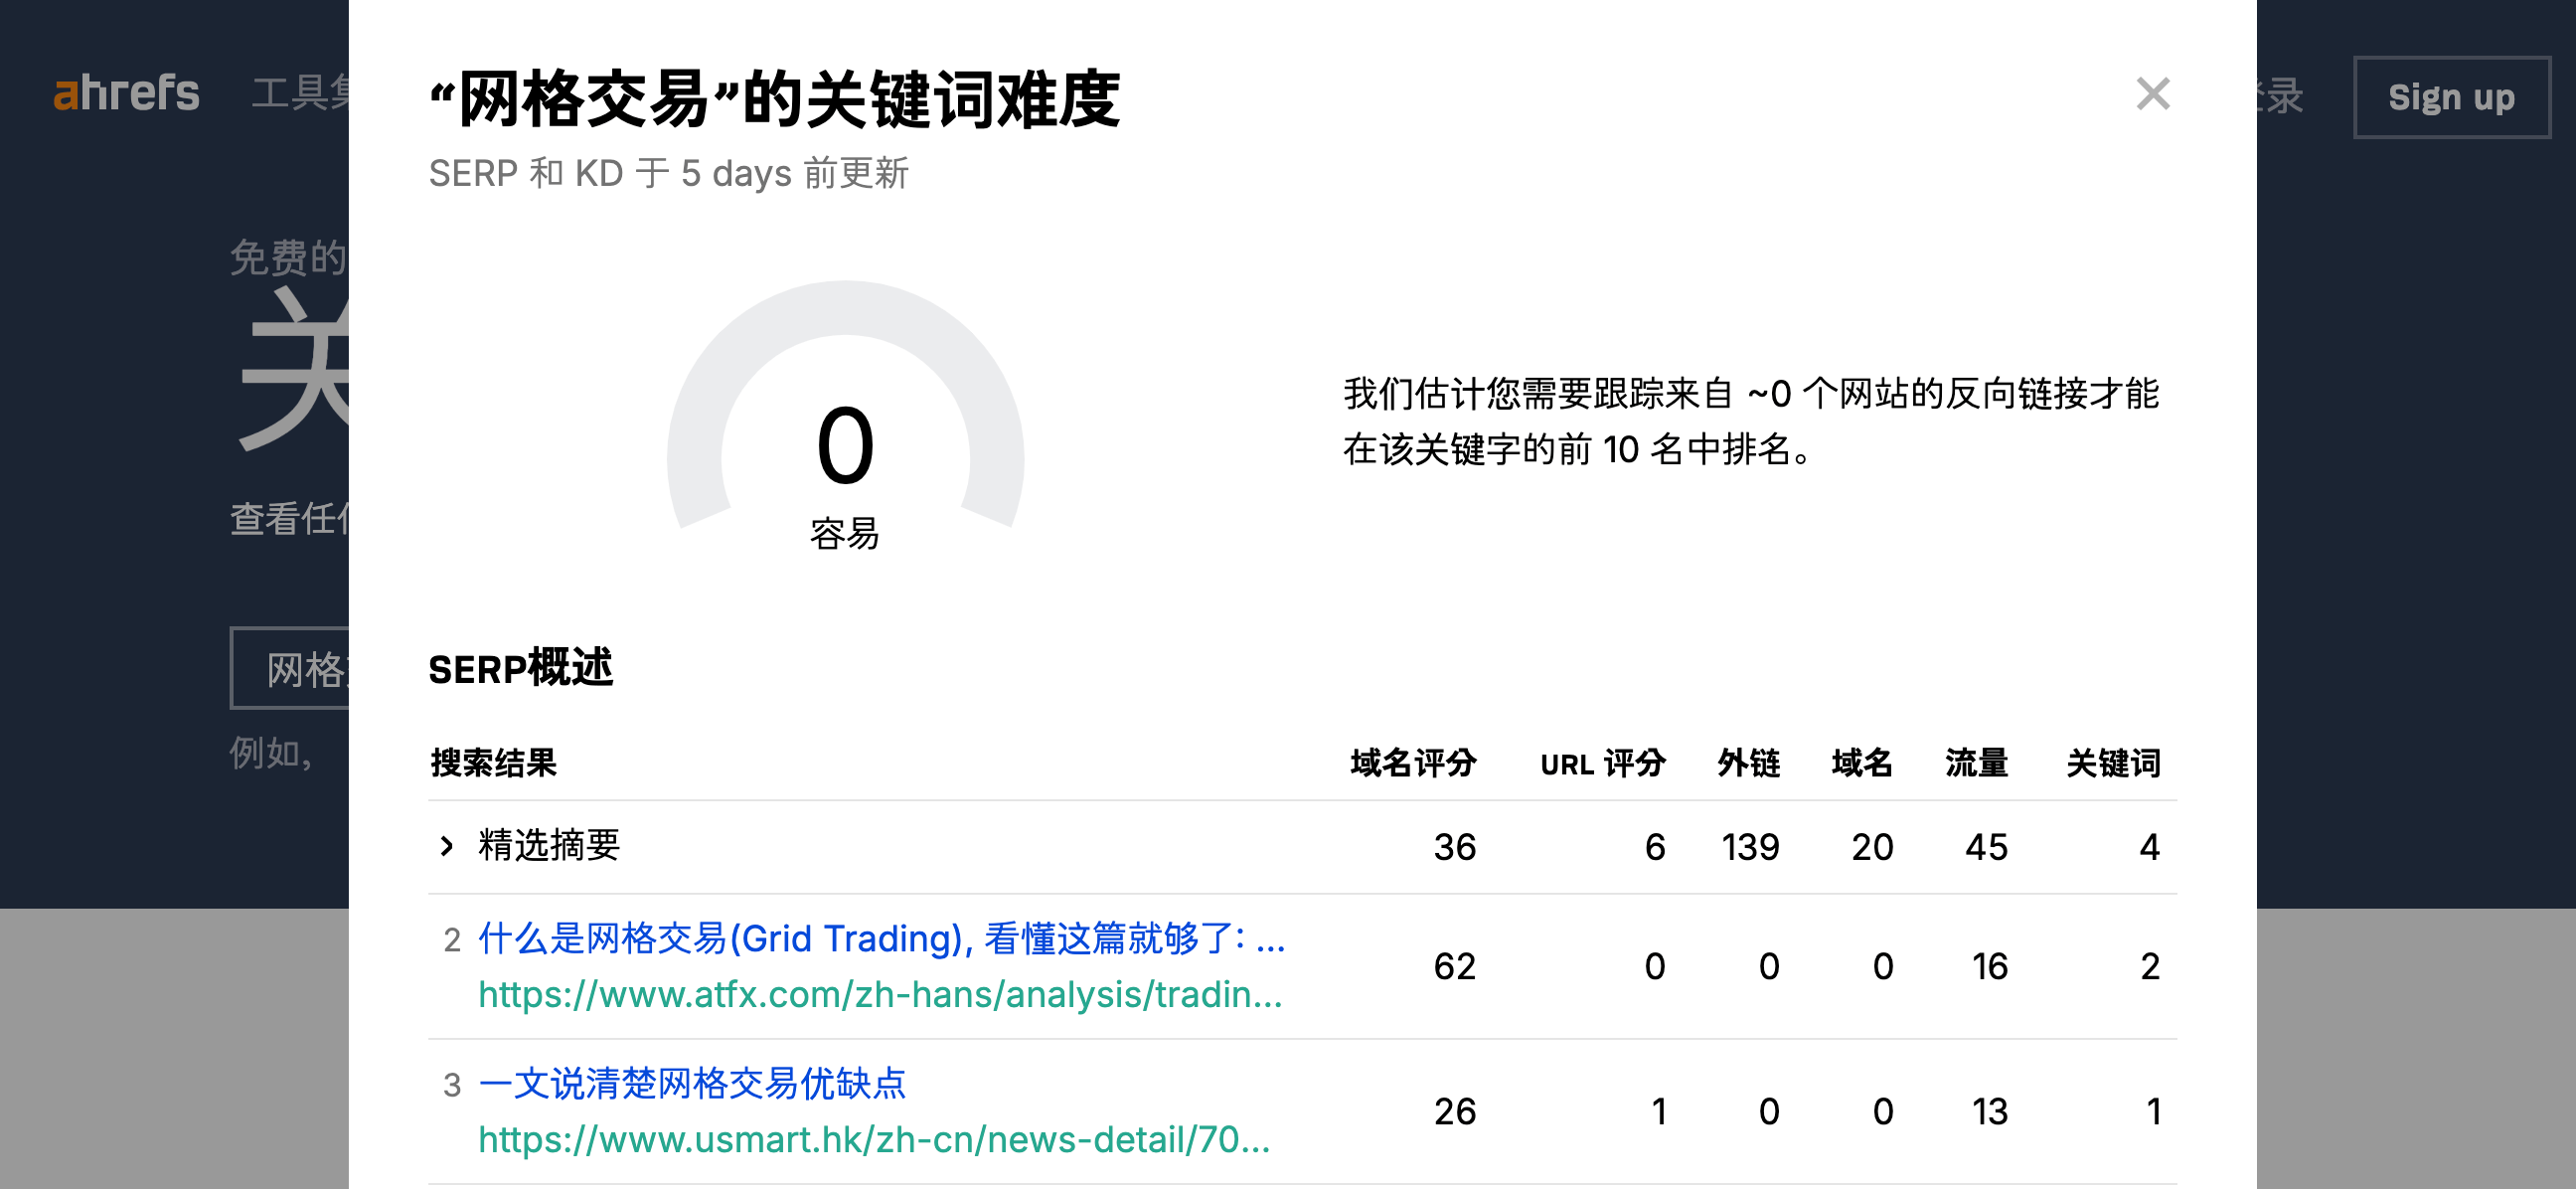 ahrefs
工具
“网格交易”的关键词难度
登录
Sign up
SERP 和 KD 于 5 days 前更新
免费的
关
0
容易
我们估计您需要跟踪来自 ~0 个网站的反向链接才能
在该关键字的前 10 名中排名。
查看任
网格
例如,
SERP概述
搜索结果 域名评分 URL 评分 外链 域名 流量 关键词
精选摘要 36 6 139 20 45 4
2 什么是网格交易(Grid Trading), 看懂这篇就够了: ...
https://www.atfx.com/zh-hans/analysis/tradin...
62 0 0 0 16 2
3 一文说清楚网格交易优缺点
https://www.usmart.hk/zh-cn/news-detail/70...
26 1 0 0 13 1